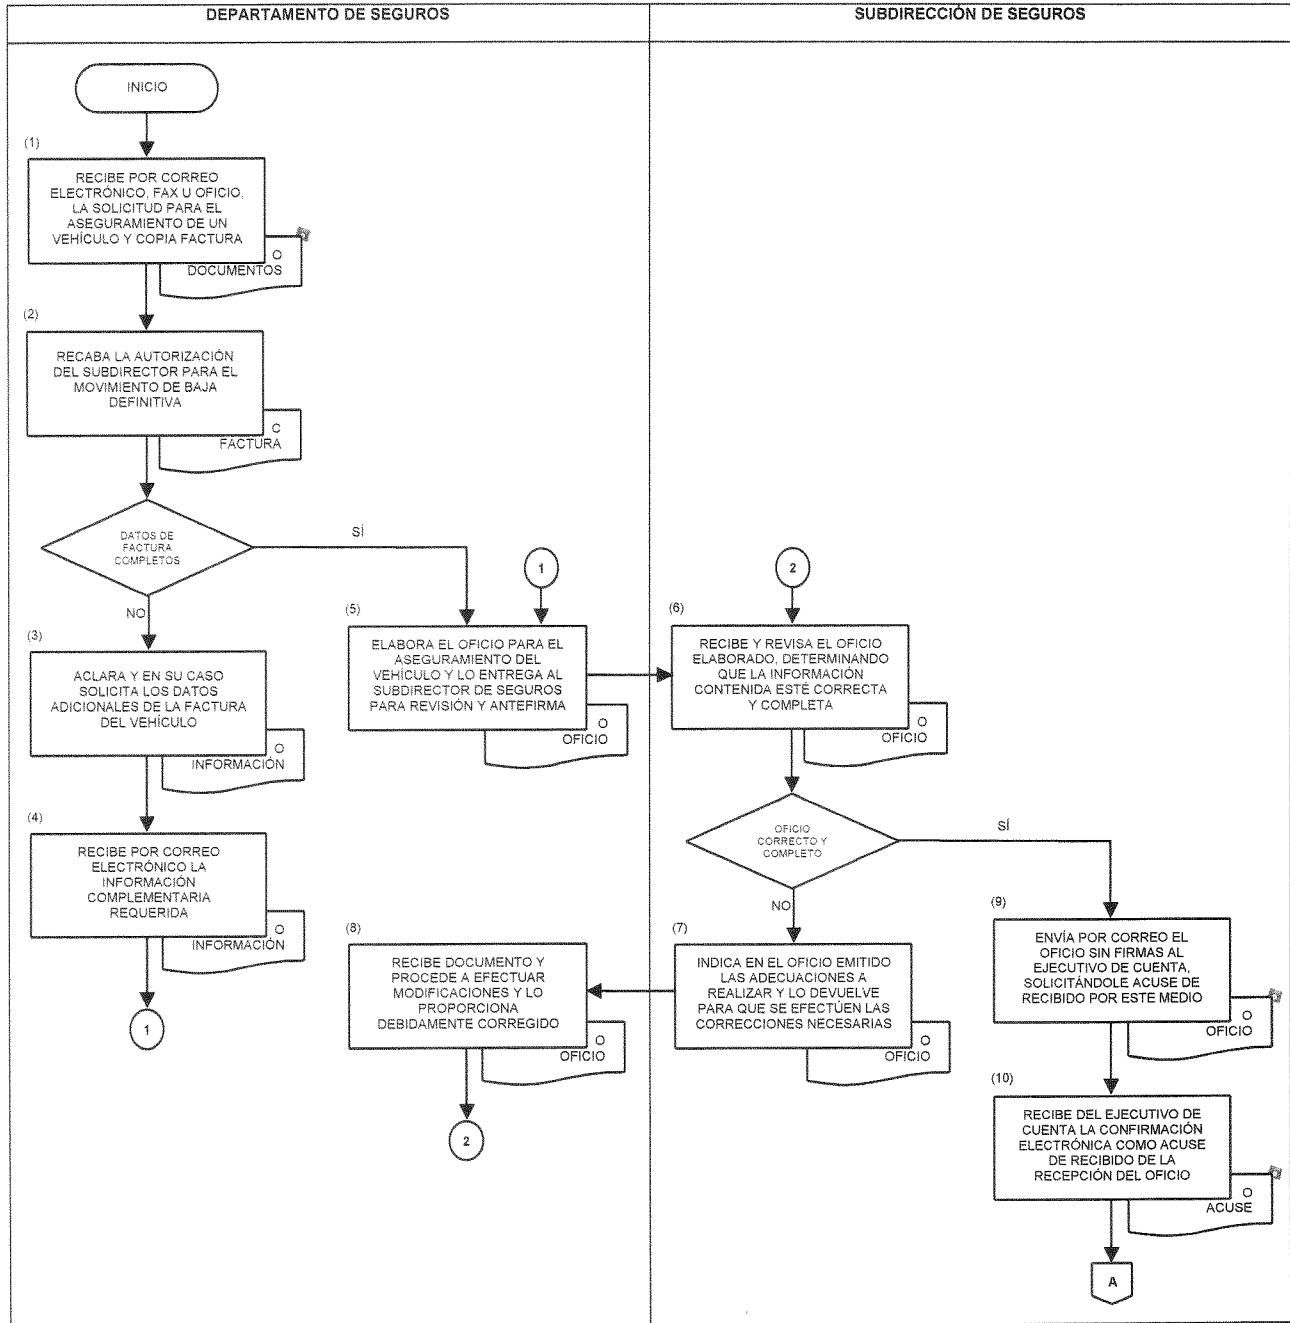 DEPARTAMENTO DE SEGUROS
SUBDIRECCIÓN DE SEGUROS
INICIO
(1)
RECIBE POR CORREO
ELECTRÓNICO, FAX U OFICIO,
LA SOLICITUD PARA EL
ASEGURAMIENTO DE UN
VEHÍCULO Y COPIA FACTURA
O
DOCUMENTOS
(2)
RECABA LA AUTORIZACIÓN
DEL SUBDIRECTOR PARA EL
MOVIMIENTO DE BAJA
DEFINITIVA
C
FACTURA
DATOS DE
FACTURA
COMPLETOS
SÍ
NO
(3)
ACLARA Y EN SU CASO
SOLICITA LOS DATOS
ADICIONALES DE LA FACTURA
DEL VEHÍCULO
O
INFORMACIÓN
(4)
RECIBE POR CORREO
ELECTRÓNICO LA
INFORMACIÓN
COMPLEMENTARIA
REQUERIDA
O
INFORMACIÓN
1
1
(5)
ELABORA EL OFICIO PARA EL
ASEGURAMIENTO DEL
VEHÍCULO Y LO ENTREGA AL
SUBDIRECTOR DE SEGUROS
PARA REVISIÓN Y ANTEFIRMA
O
OFICIO
2
(6)
RECIBE Y REVISA EL OFICIO
ELABORADO, DETERMINANDO
QUE LA INFORMACIÓN
CONTENIDA ESTÉ CORRECTA
Y COMPLETA
O
OFICIO
OFICIO
CORRECTO Y
COMPLETO
SÍ
NO
(7)
INDICA EN EL OFICIO EMITIDO
LAS ADECUACIONES A
REALIZAR Y LO DEVUELVE
PARA QUE SE EFECTÚEN LAS
CORRECCIONES NECESARIAS
O
OFICIO
(8)
RECIBE DOCUMENTO Y
PROCEDE A EFECTUAR
MODIFICACIONES Y LO
PROPORCIONA
DEBIDAMENTE CORREGIDO
O
OFICIO
2
(9)
ENVÍA POR CORREO EL
OFICIO SIN FIRMAS AL
EJECUTIVO DE CUENTA,
SOLICITÁNDOLE ACUSE DE
RECIBIDO POR ESTE MEDIO
O
OFICIO
(10)
RECIBE DEL EJECUTIVO DE
CUENTA LA CONFIRMACIÓN
ELECTRÓNICA COMO ACUSE
DE RECIBIDO DE LA
RECEPCIÓN DEL OFICIO
O
ACUSE
A